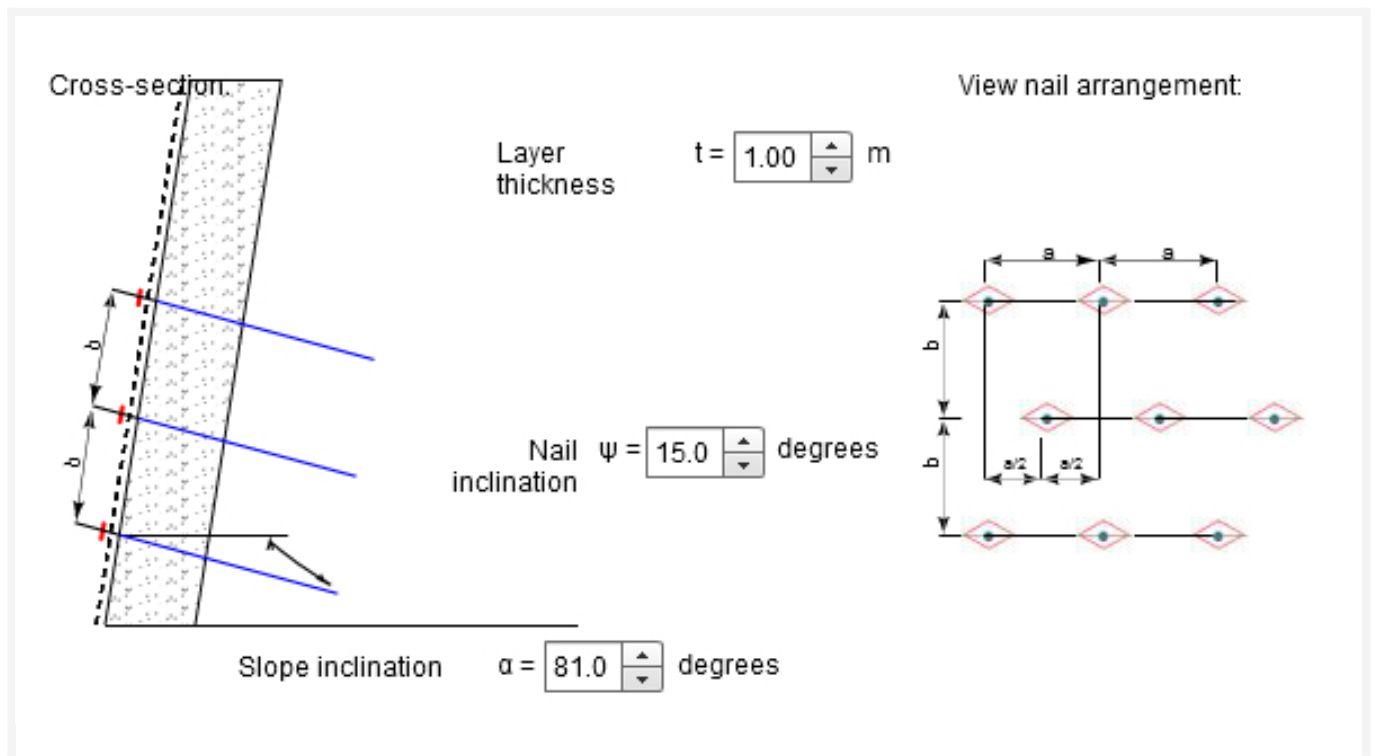 Cross-section:
View nail arrangement:
Layer
thickness
t = 1.00 m
a a
b
b
b
b
a/2 a/2
Nail
inclination
ψ = 15.0 degrees
Slope inclination α = 81.0 degrees